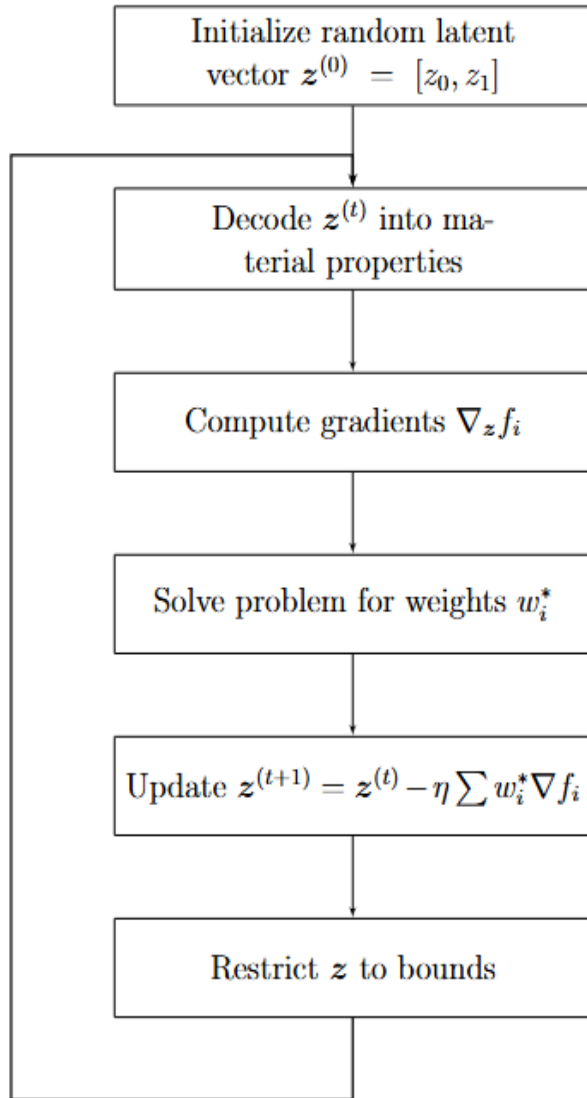 Initialize random latent
vector z^{(0)} = [z_0, z_1]
Decode z^{(t)} into ma-
terial properties
Compute gradients ∇_z f_i
Solve problem for weights w_i^*
Update z^{(t+1)} = z^{(t)} − η ∑ w_i^* ∇f_i
Restrict z to bounds